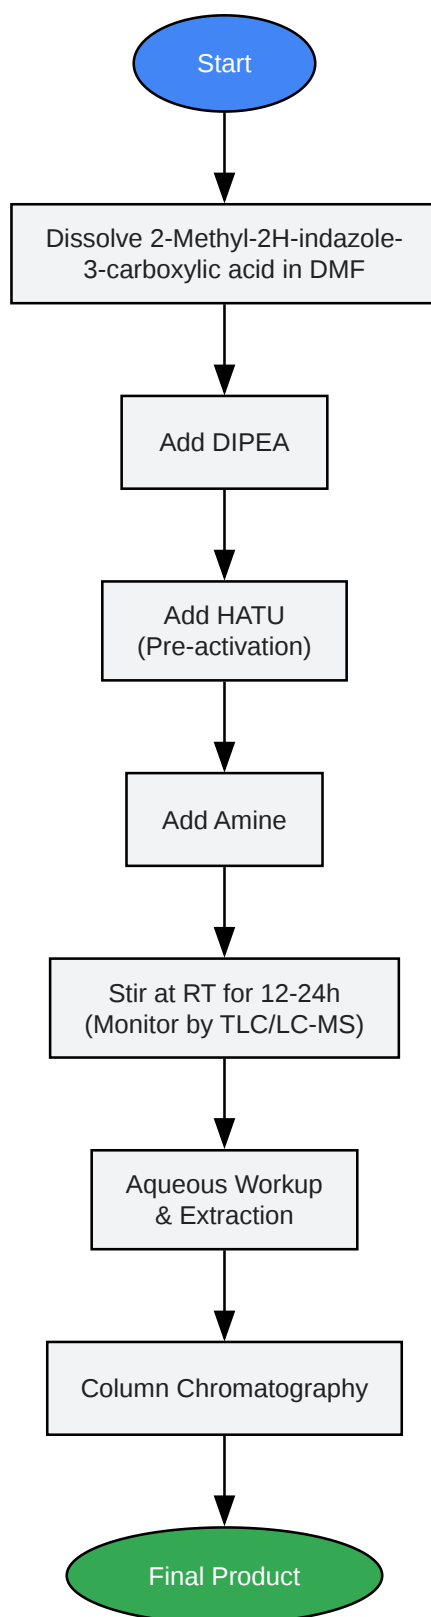 Start
Dissolve 2-Methyl-2H-indazole-
3-carboxylic acid in DMF
Add DIPEA
Add HATU
(Pre-activation)
Add Amine
Stir at RT for 12-24h
(Monitor by TLC/LC-MS)
Aqueous Workup
& Extraction
Column Chromatography
Final Product